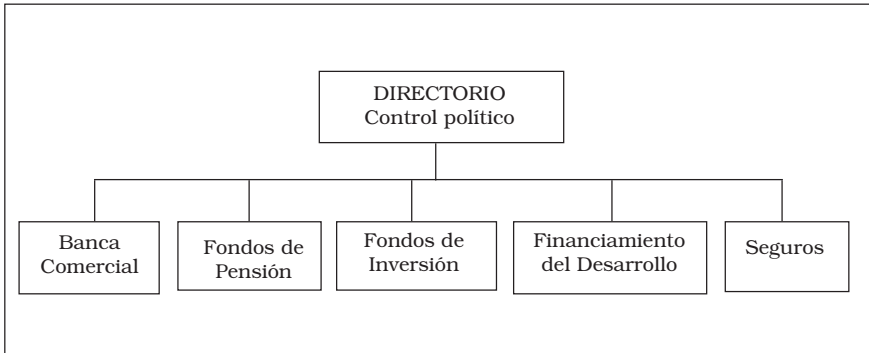 DIRECTORIO
Control político
Banca
Comercial
Fondos de
Pensión
Fondos de
Inversión
Financiamiento
del Desarrollo
Seguros